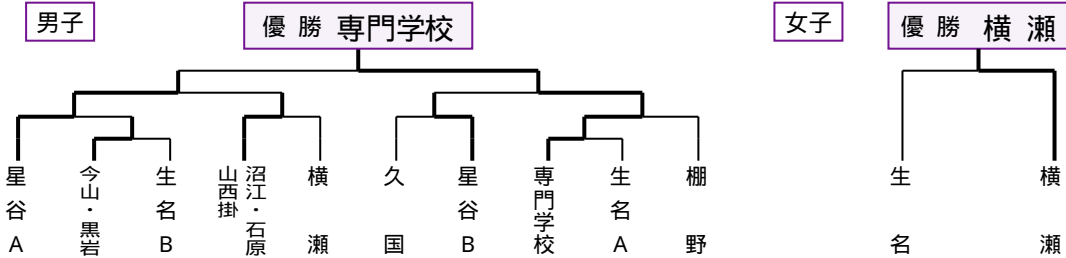 男子
優勝 専門学校
女子
優勝 横瀬
星谷A
今山・黒岩
生名B
沼江・石原
山西掛
横瀬
久国
星谷B
専門学校
生名A
棚野
生名
横瀬